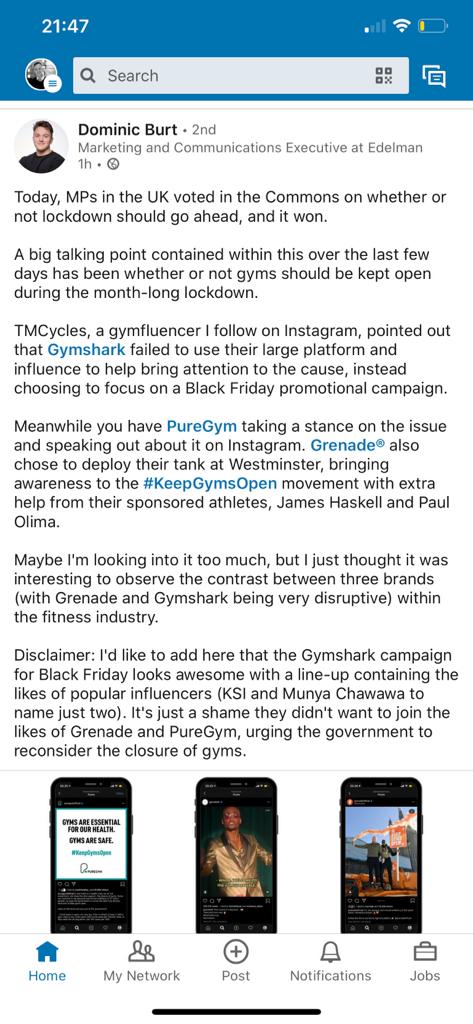 21:47
Search
Dominic Burt • 2nd
Marketing and Communications Executive at Edelman
1h •
Today, MPs in the UK voted in the Commons on whether or
not lockdown should go ahead, and it won.
A big talking point contained within this over the last few
days has been whether or not gyms should be kept open
during the month-long lockdown.
TMCycles, a gymfluencer I follow on Instagram, pointed out
that Gymshark failed to use their large platform and
influence to help bring attention to the cause, instead
choosing to focus on a Black Friday promotional campaign.
Meanwhile you have PureGym taking a stance on the issue
and speaking out about it on Instagram. Grenade® also
chose to deploy their tank at Westminster, bringing
awareness to the #KeepGymsOpen movement with extra
help from their sponsored athletes, James Haskell and Paul
Olima.
Maybe I'm looking into it too much, but I just thought it was
interesting to observe the contrast between three brands
(with Grenade and Gymshark being very disruptive) within
the fitness industry.
Disclaimer: I'd like to add here that the Gymshark campaign
for Black Friday looks awesome with a line-up containing the
likes of popular influencers (KSI and Munya Chawawa to
name just two). It's just a shame they didn't want to join the
likes of Grenade and PureGym, urging the government to
reconsider the closure of gyms.
GYMS ARE ESSENTIAL
FOR OUR HEALTH.
GYMS ARE SAFE.
#KeepGymsOpen
PUREGYM
Home
My Network
Post
Notifications
Jobs